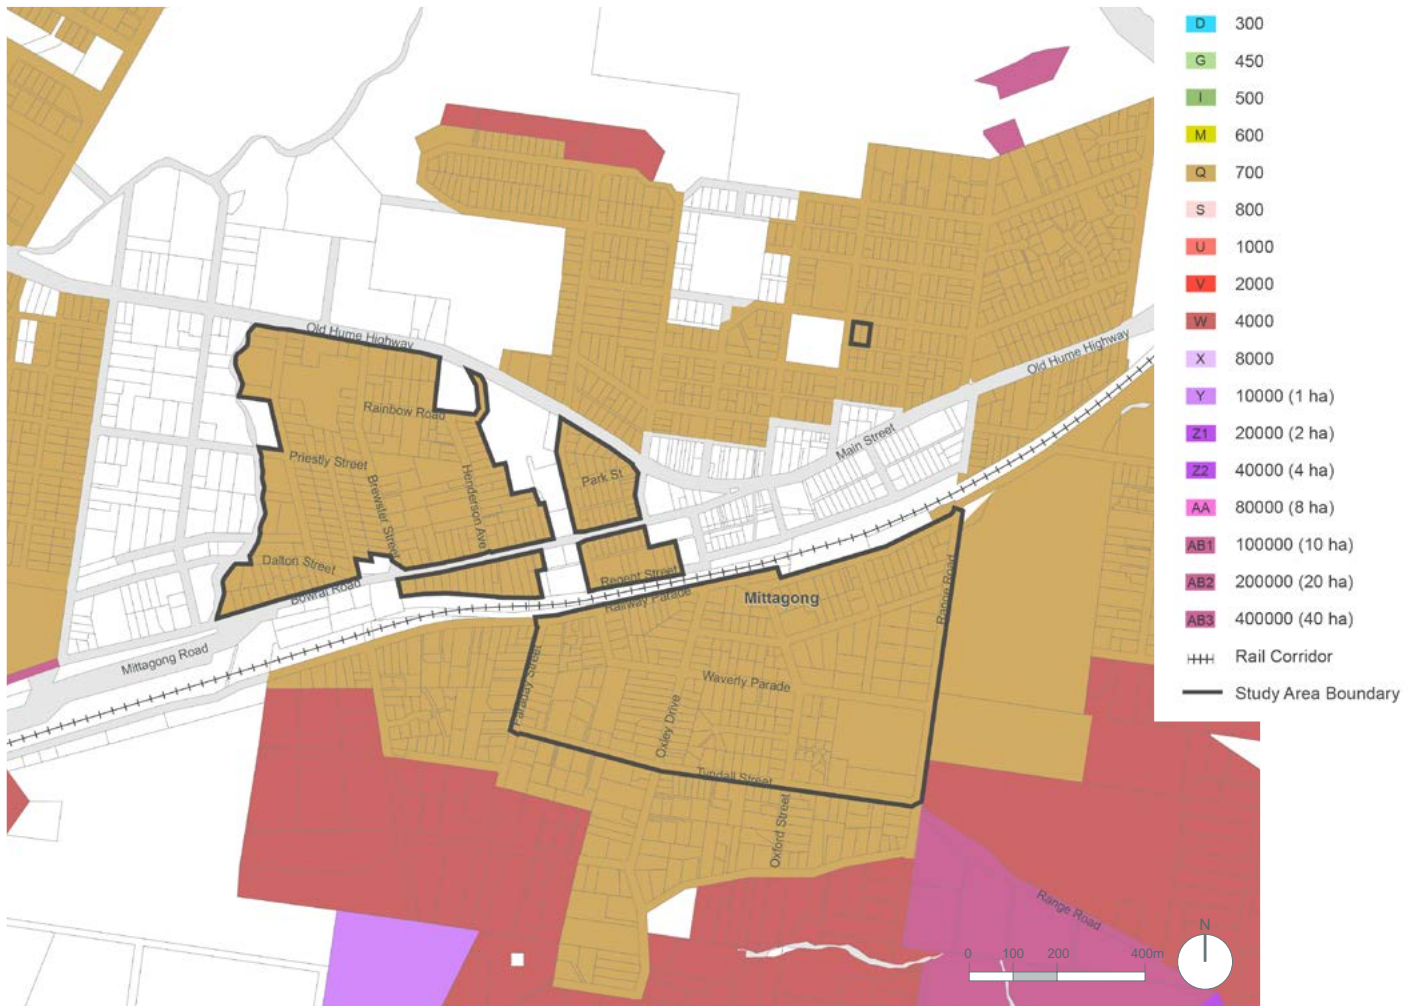 D 300
G 450
I 500
M 600
Q 700
S 800
U 1000
V 2000
W 4000
X 8000
Y 10000 (1 ha)
Z1 20000 (2 ha)
Z2 40000 (4 ha)
AA 80000 (8 ha)
AB1 100000 (10 ha)
AB2 200000 (20 ha)
AB3 400000 (40 ha)
Rail Corridor
Study Area Boundary
Old Hume Highway
Old Hume Highway
Rainbow Road
Main Street
Priestly Street
Henderson Ave
Park St
Brewster Street
Dalton Street
Bowral Road
Regent Street
Railway Parade
Mittagong
Range Road
Mittagong Road
Farabay Street
Waverly Parade
Oxley Drive
Tyndall Street
Oxford Street
Range Road
N
0 100 200 400m